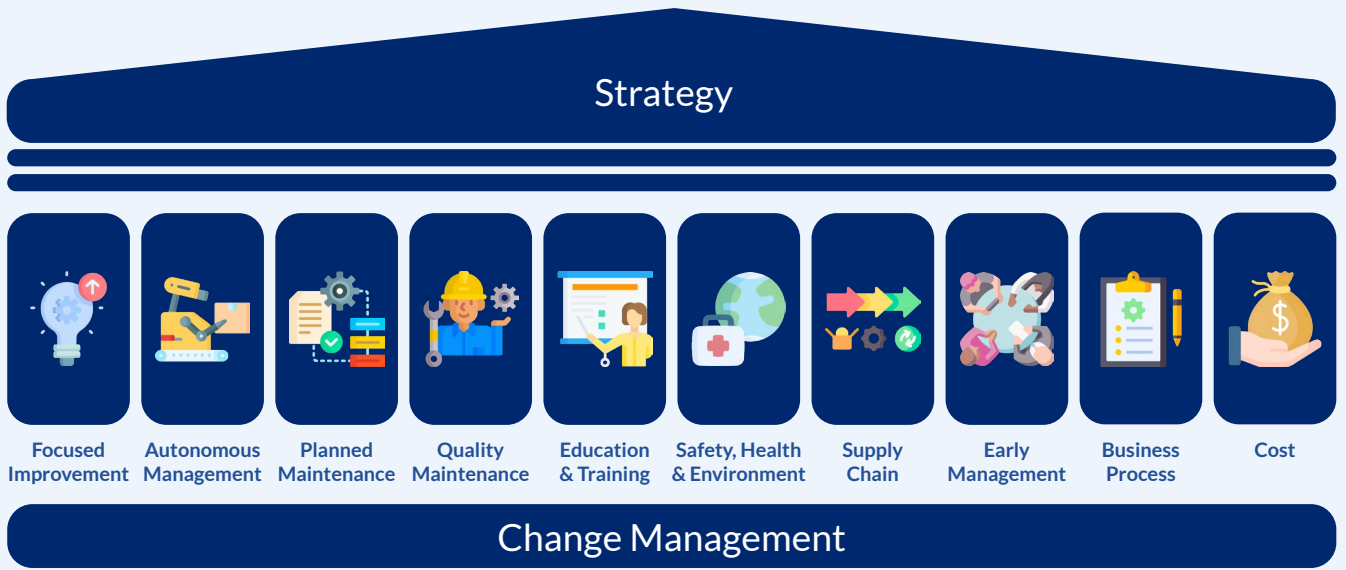 Strategy
Focused
Improvement
Autonomous
Management
Planned
Maintenance
Quality
Maintenance
Education
& Training
Safety, Health
& Environment
Supply
Chain
Early
Management
Business
Process
Cost
Change Management